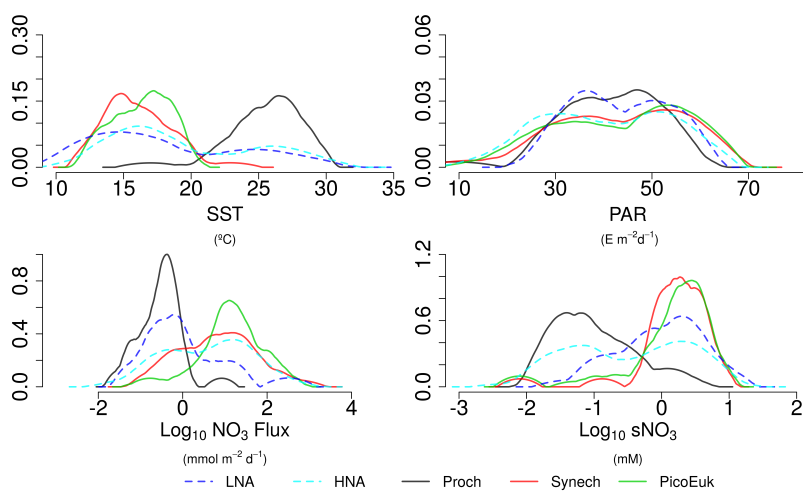 0.00 0.15 0.30
10 15 20 25 30 35
SST
(ºC)
0.00 0.03 0.06
10 30 50 70
PAR
(E m⁻²d⁻¹)
0.0 0.4 0.8
-2 0 2 4
Log₁₀ NO₃ Flux
(mmol m⁻² d⁻¹)
0.0 0.6 1.2
-3 -2 -1 0 1 2
Log₁₀ sNO₃
(mM)
LNA HNA Proch Synech PicoEuk